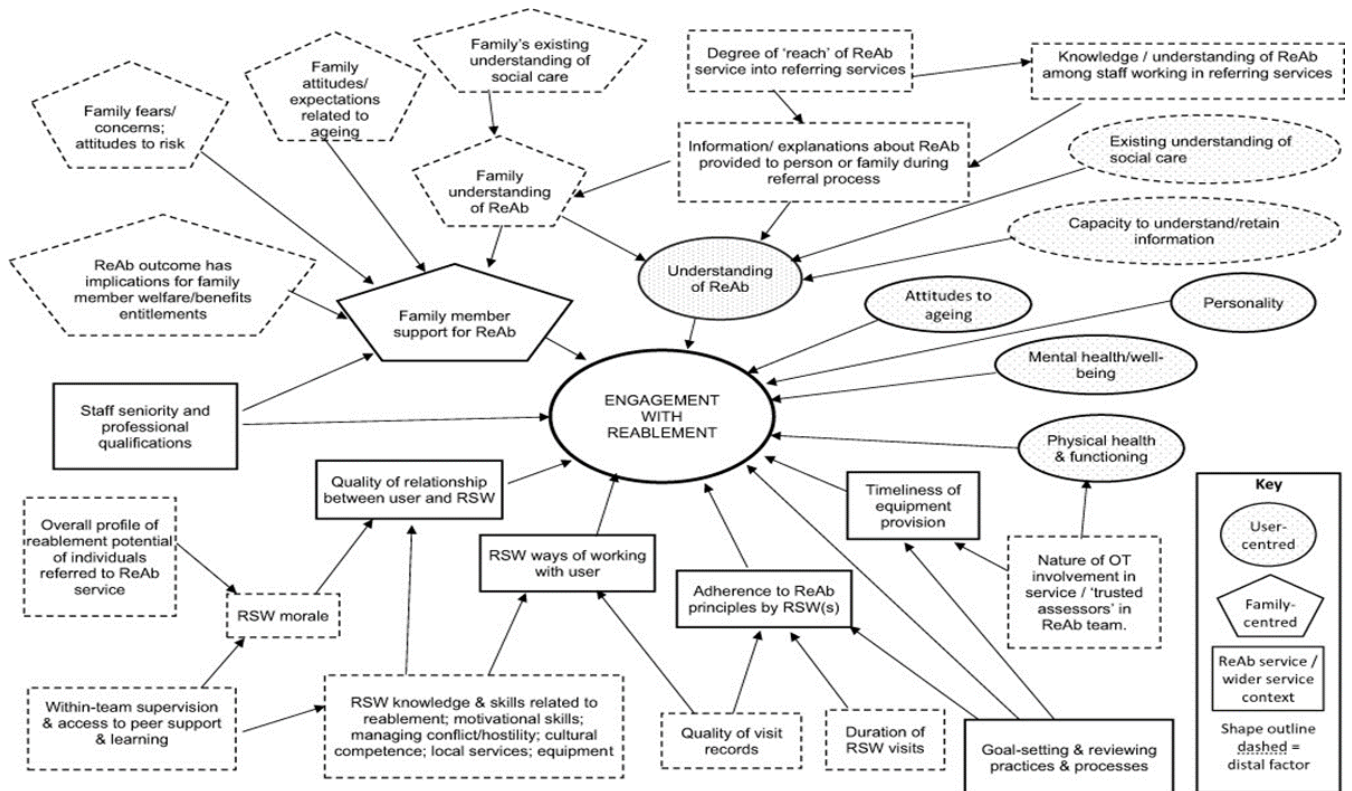 Family's existing
understanding of
social care
Degree of 'reach' of ReAb
service into referring services
Knowledge / understanding of ReAb
among staff working in referring services
Family
attitudes/
expectations
related to
ageing
Family fears/
concerns;
attitudes to
risk
Information/ explanations about ReAb
provided to person or family during
referral process
Existing understanding of
social care
Family
understanding
of ReAb
Capacity to understand/retain
information
ReAb outcome has
implications for family
member welfare/benefits
entitlements
Understanding
of ReAb
Attitudes to
ageing
Personality
Family member
support for ReAb
Mental health/well-
being
Staff seniority and
professional
qualifications
ENGAGEMENT
WITH
REABLEMENT
Physical health
& functioning
Quality of relationship
between user and RSW
Timeliness of
equipment
provision
Overall profile of
reablement potential
of individuals
referred to ReAb
service
RSW ways of working
with user
Nature of OT
involvement in
service / 'trusted
assessors' in
ReAb team.
Adherence to ReAb
principles by RSW(s)
RSW morale
Within-team supervision
& access to peer support
& learning
RSW knowledge & skills related to
reablement; motivational skills;
managing conflict/hostility; cultural
competence; local services; equipment
Quality of visit
records
Duration of
RSW visits
Goal-setting & reviewing
practices & processes
Key
User-
centred
Family-
centred
ReAb service /
wider service
context
Shape outline
dashed =
distal factor